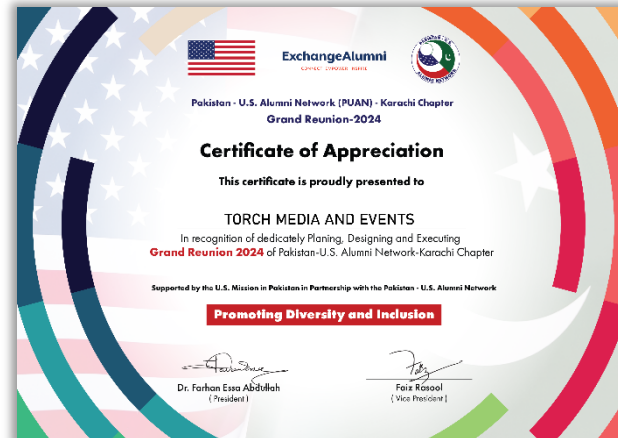 ExchangeAlumni
Pakistan - U.S. Alumni Network (PUAN) - Karachi Chapter
Grand Reunion-2024
Certificate of Appreciation
This certificate is proudly presented to
TORCH MEDIA AND EVENTS
In recognition of dedicately Planing, Designing and Executing
Grand Reunion 2024 of Pakistan-U.S. Alumni Network-Karachi Chapter
Supported by the U.S. Mission in Pakistan in Partnership with the Pakistan - U.S. Alumni Network
Promoting Diversity and Inclusion
Dr. Farhan Essa Abdullah
( President )
Faiz Rasool
( Vice President )